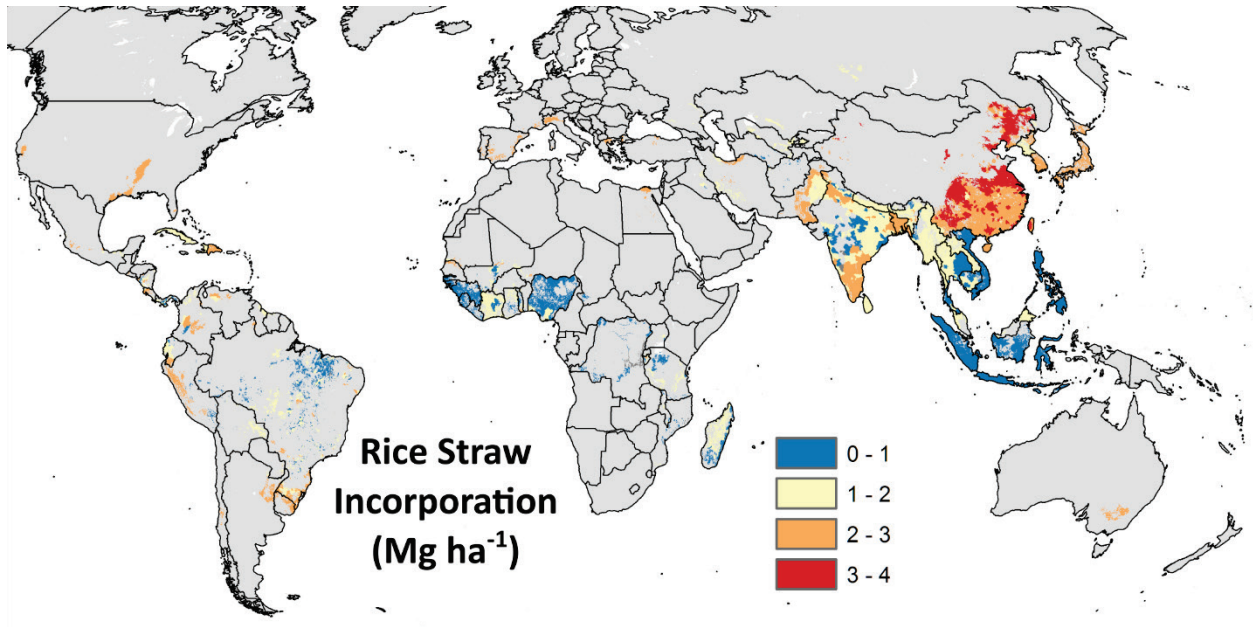 Rice Straw
Incorporation
(Mg ha⁻¹)
0 - 1
1 - 2
2 - 3
3 - 4